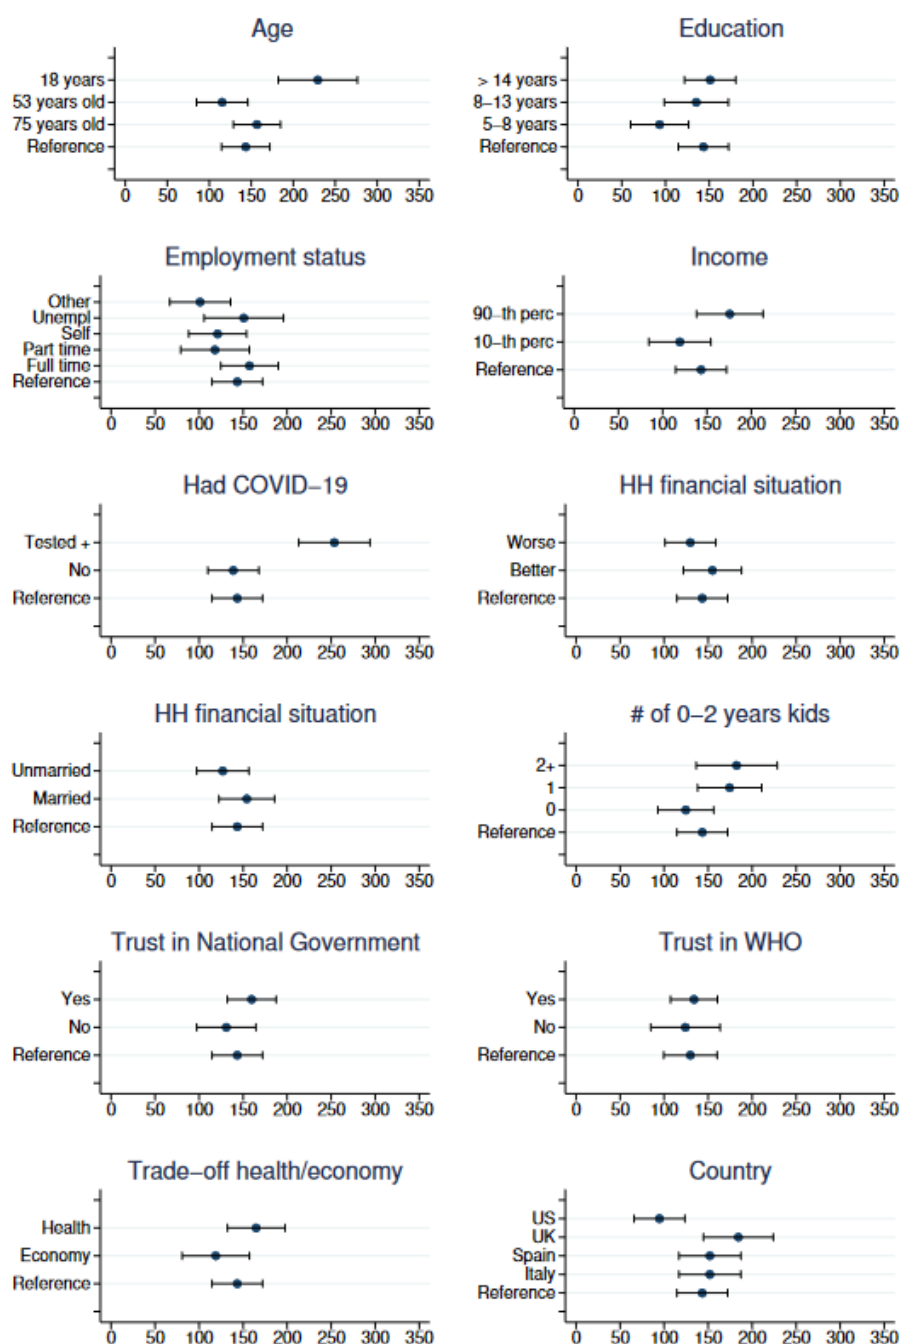 Age
18 years
53 years old
75 years old
Reference
0 50 100 150 200 250 300 350
Education
> 14 years
8–13 years
5–8 years
Reference
0 50 100 150 200 250 300 350
Employment status
Other
Unempl
Self
Part time
Full time
Reference
0 50 100 150 200 250 300 350
Income
90–th perc
10–th perc
Reference
0 50 100 150 200 250 300 350
Had COVID–19
Tested +
No
Reference
0 50 100 150 200 250 300 350
HH financial situation
Worse
Better
Reference
0 50 100 150 200 250 300 350
HH financial situation
Unmarried
Married
Reference
0 50 100 150 200 250 300 350
# of 0–2 years kids
2+
1
0
Reference
0 50 100 150 200 250 300 350
Trust in National Government
Yes
No
Reference
0 50 100 150 200 250 300 350
Trust in WHO
Yes
No
Reference
0 50 100 150 200 250 300 350
Trade–off health/economy
Health
Economy
Reference
0 50 100 150 200 250 300 350
Country
US
UK
Spain
Italy
Reference
0 50 100 150 200 250 300 350